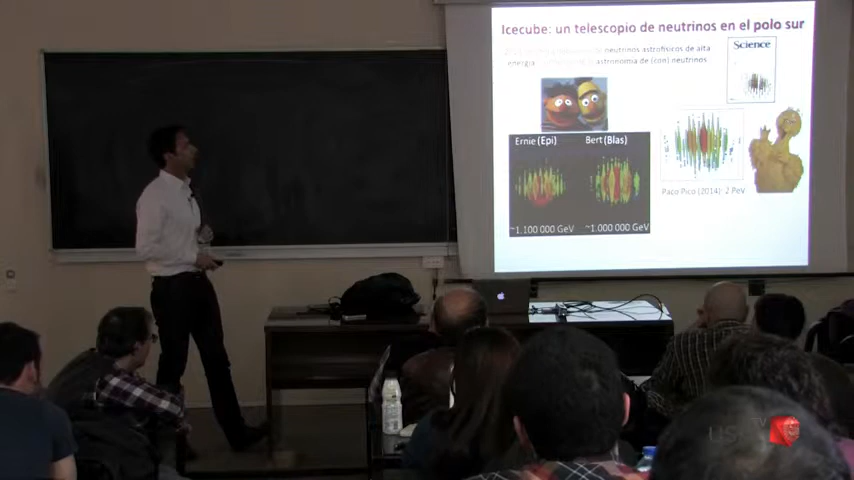 Icecube: un telescopio de neutrinos en el polo sur
neutrinos astrofísicos de alta
energía astronomía de (con) neutrinos
Science
Ernie (Epi) Bert (Blas)
~1.100 000 GeV ~1.000 000 GeV
Paco Pico (2014): 2 PeV
TV